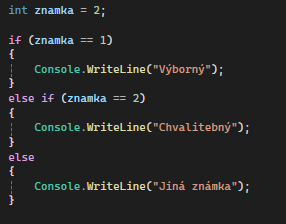 int znamka = 2;
if (znamka == 1)
{
    Console.WriteLine("Výborný");
}
else if (znamka == 2)
{
    Console.WriteLine("Chvalitebný");
}
else
{
    Console.WriteLine("Jiná známka");
}